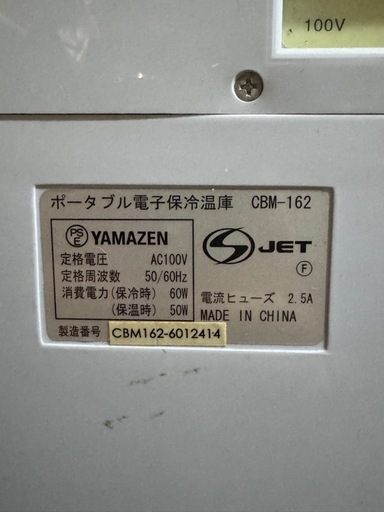 100V
ポータブル電子保冷温庫 CBM-162
PS
E
YAMAZEN
定格電圧 AC100V
定格周波数 50/60Hz
消費電力(保冷時) 60W
(保温時) 50W
製造番号 CBM162-6012414
S JET
F
電流ヒューズ 2.5A
MADE IN CHINA